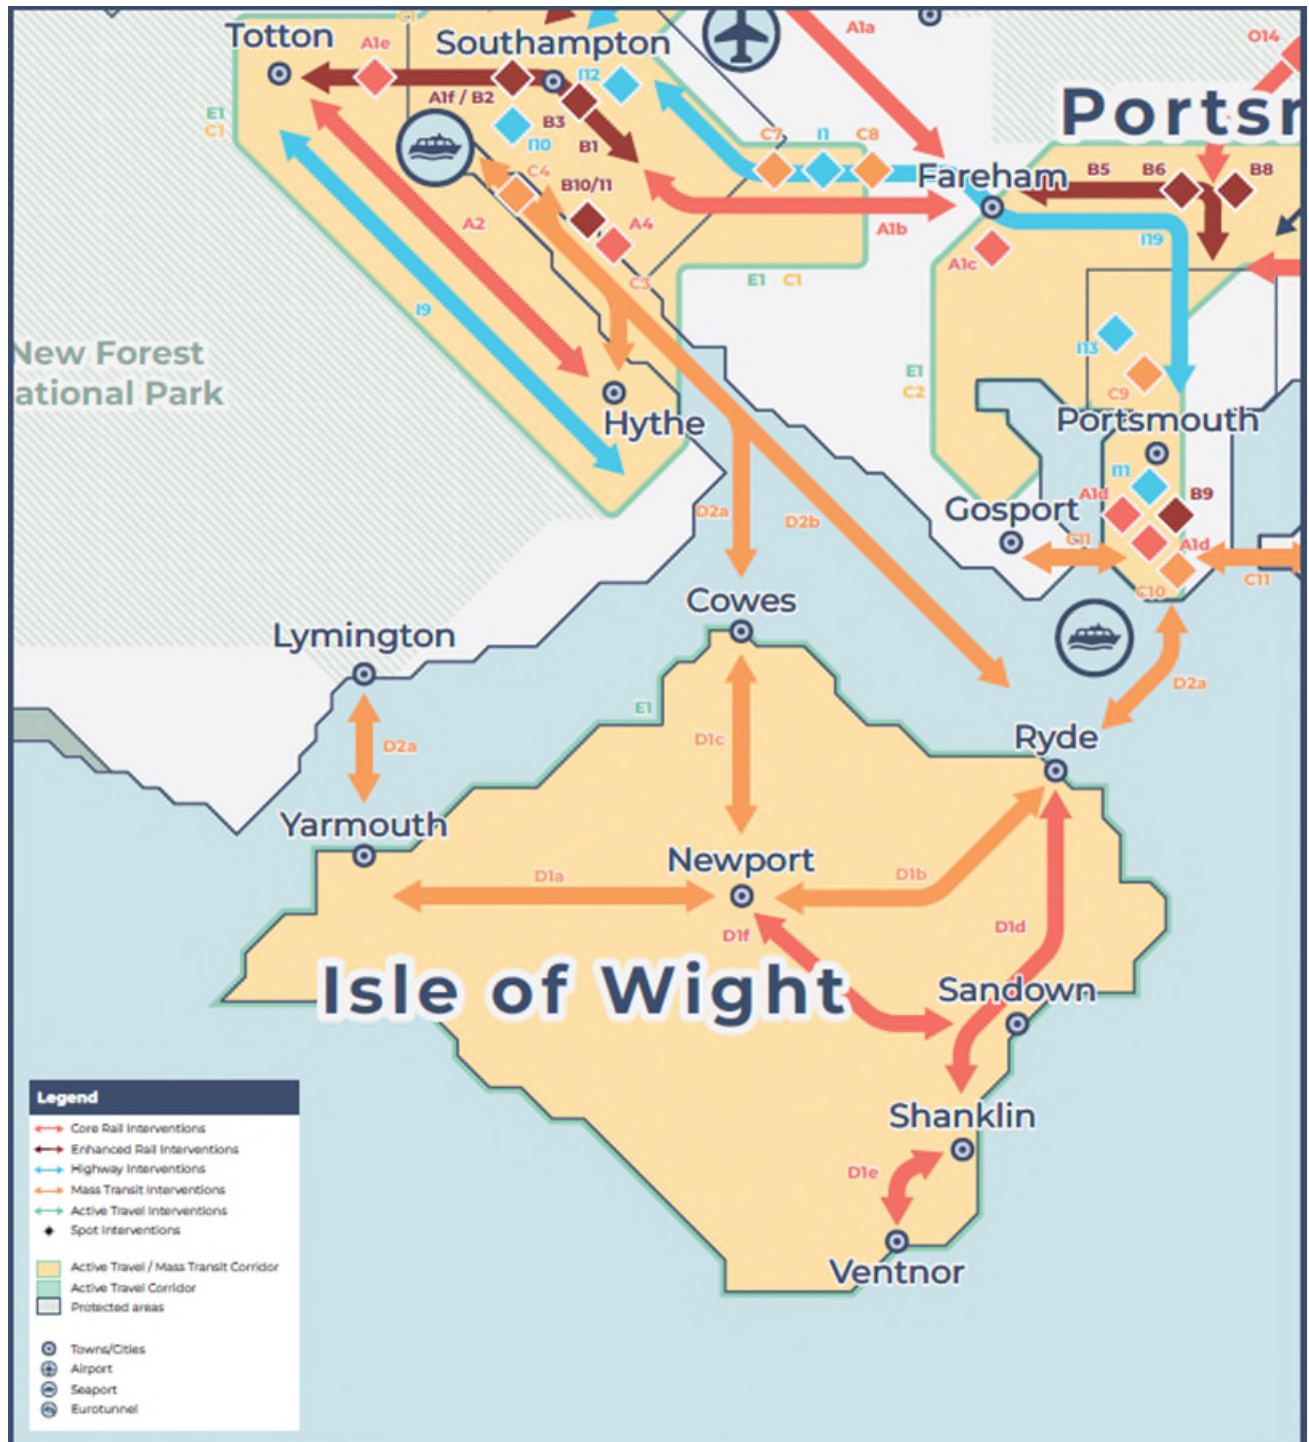 C1
Totton
A1e
Southampton
I12
A1a
O14
A1f / B2
B3
I10
B1
E1
C1
C4
B10/11
A4
A2
C3
I9
C7
I1
C8
Fareham
A1b
A1c
E1 C1
Portsr
B5
B6
B8
I19
I13
C9
E1
C2
Portsmouth
I11
A1d
B9
A1d
C10
Gosport
C11
C11
New Forest
ational Park
Hythe
D2a
D2b
Cowes
Lymington
D2a
E1
D1c
D2a
Ryde
Yarmouth
Newport
D1a
D1b
D1f
D1d
Isle of Wight
Sandown
Shanklin
D1e
Ventnor
Legend
Core Rail Interventions
Enhanced Rail Interventions
Highway Interventions
Mass Transit Interventions
Active Travel Interventions
Spot Interventions
Active Travel / Mass Transit Corridor
Active Travel Corridor
Protected areas
Towns/Cities
Airport
Seaport
Eurotunnel